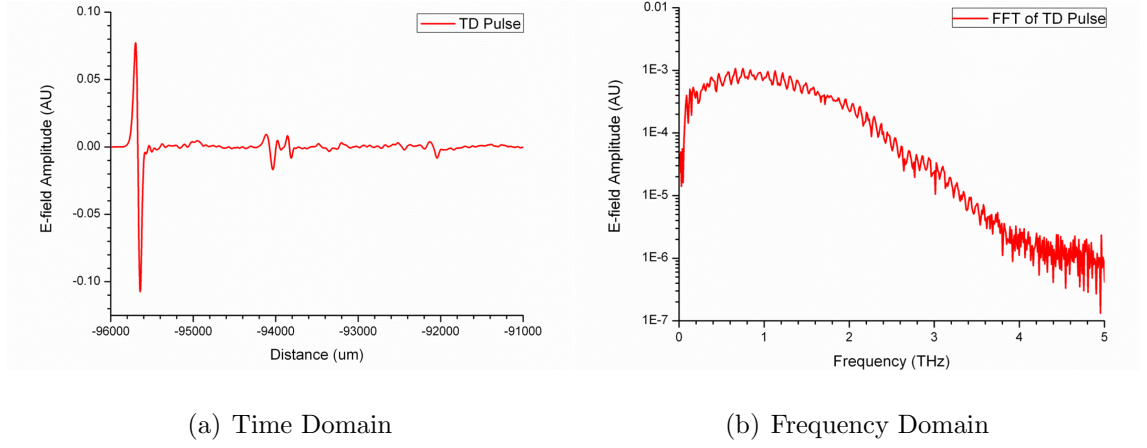 TD Pulse
0.10
0.05
0.00
-0.05
-0.10
E-field Amplitude (AU)
-96000 -95000 -94000 -93000 -92000 -91000
Distance (um)
(a) Time Domain
FFT of TD Pulse
0.01
1E-3
1E-4
1E-5
1E-6
1E-7
E-field Amplitude (AU)
0 1 2 3 4 5
Frequency (THz)
(b) Frequency Domain